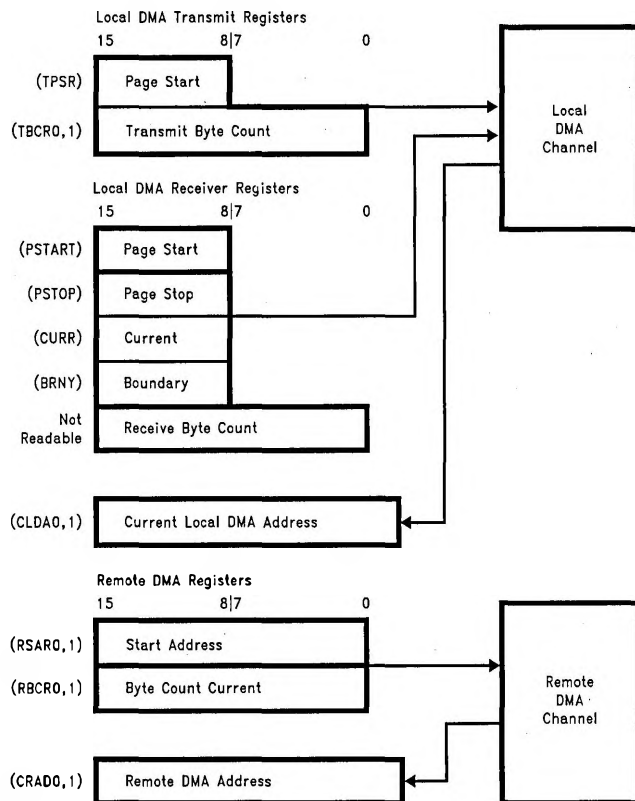 Local DMA Transmit Registers
15 8|7 0
(TPSR) Page Start
(TBCR0,1) Transmit Byte Count
Local
DMA
Channel
Local DMA Receiver Registers
15 8|7 0
(PSTART) Page Start
(PSTOP) Page Stop
(CURR) Current
(BRNY) Boundary
Not
Readable
Receive Byte Count
(CLDA0,1) Current Local DMA Address
Remote DMA Registers
15 8|7 0
(RSAR0,1) Start Address
(RBCR0,1) Byte Count Current
Remote
DMA
Channel
(CRAD0,1) Remote DMA Address